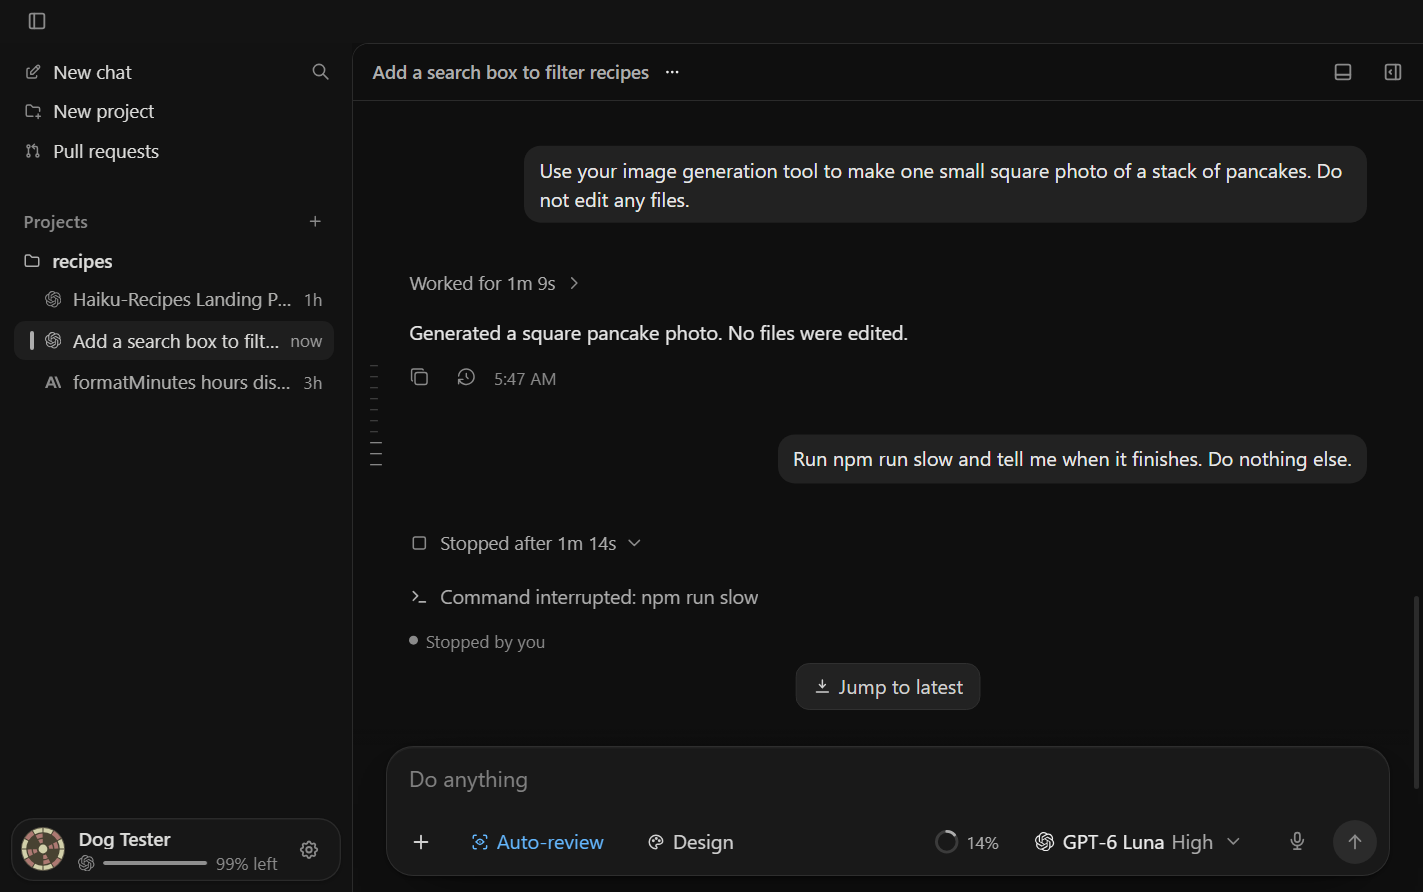 New chat
New project
Pull requests
Projects
recipes
Haiku-Recipes Landing P... 1h
Add a search box to filt... now
formatMinutes hours dis... 3h
Dog Tester
99% left
Add a search box to filter recipes
Use your image generation tool to make one small square photo of a stack of pancakes. Do
not edit any files.
Worked for 1m 9s
Generated a square pancake photo. No files were edited.
5:47 AM
Run npm run slow and tell me when it finishes. Do nothing else.
Stopped after 1m 14s
Command interrupted: npm run slow
Stopped by you
Jump to latest
Do anything
Auto-review Design 14% GPT-6 Luna High